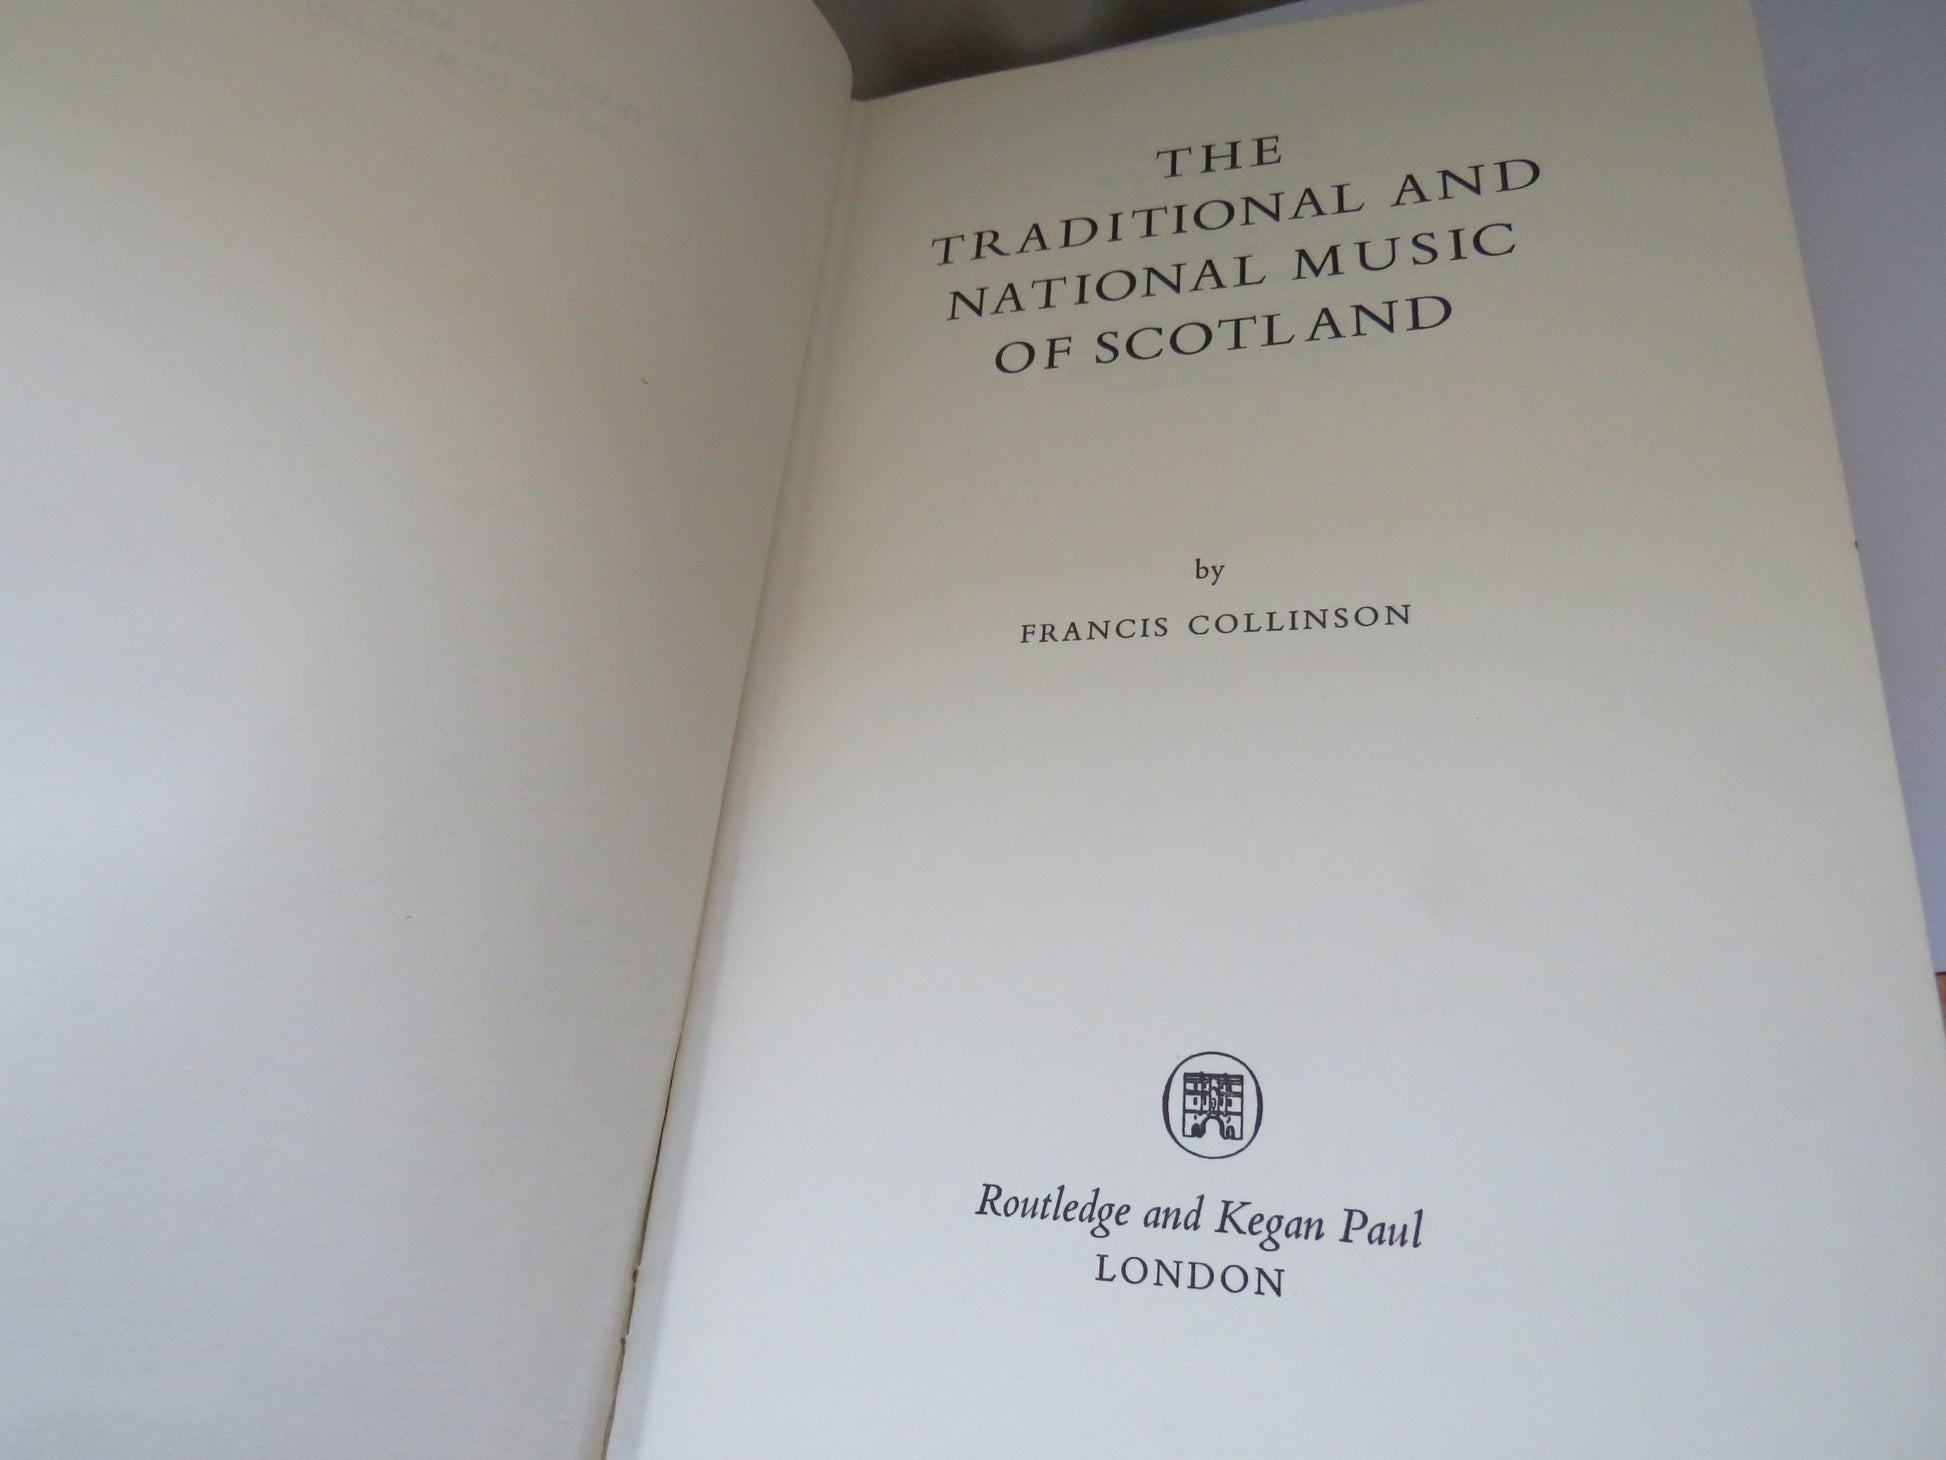 THE
TRADITIONAL AND
NATIONAL MUSIC
OF SCOTLAND
by
FRANCIS COLLINSON
Routledge and Kegan Paul
LONDON